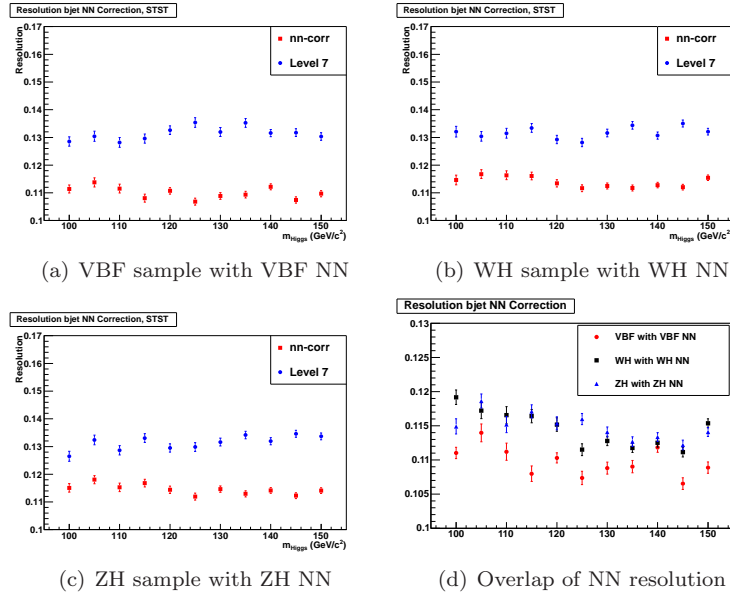 Resolution bjet NN Correction, STST
Resolution
0.17
0.16
0.15
0.14
0.13
0.12
0.11
0.1
nn-corr
Level 7
100 110 120 130 140 150
m_Higgs (GeV/c²)
(a) VBF sample with VBF NN
Resolution bjet NN Correction, STST
Resolution
0.17
0.16
0.15
0.14
0.13
0.12
0.11
0.1
nn-corr
Level 7
100 110 120 130 140 150
m_Higgs (GeV/c²)
(b) WH sample with WH NN
Resolution bjet NN Correction, STST
Resolution
0.17
0.16
0.15
0.14
0.13
0.12
0.11
0.1
nn-corr
Level 7
100 110 120 130 140 150
m_Higgs (GeV/c²)
(c) ZH sample with ZH NN
Resolution bjet NN Correction
0.13
0.125
0.12
0.115
0.11
0.105
0.1
VBF with VBF NN
WH with WH NN
ZH with ZH NN
100 110 120 130 140 150
(d) Overlap of NN resolution